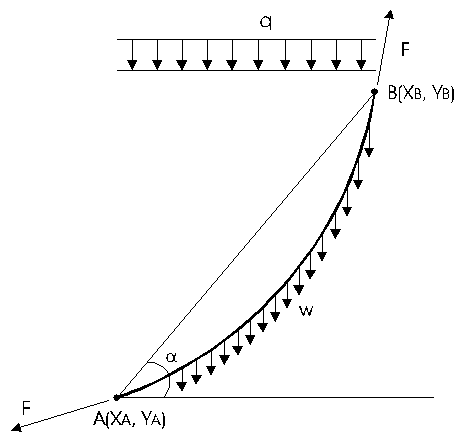 q
F
B(XB, YB)
w
α
F
A(XA, YA)